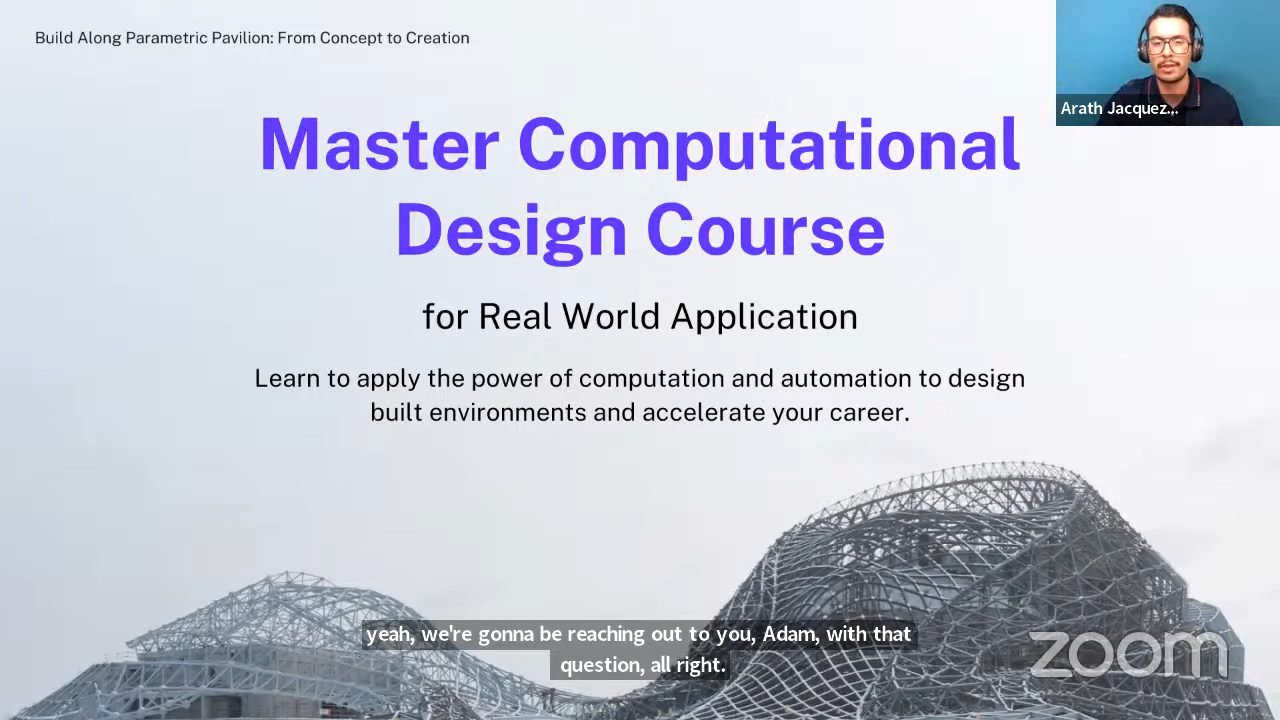 Build Along Parametric Pavilion: From Concept to Creation
Arath Jacquez...
Master Computational
Design Course
for Real World Application
Learn to apply the power of computation and automation to design
built environments and accelerate your career.
yeah, we're gonna be reaching out to you, Adam, with that
question, all right.
zoom